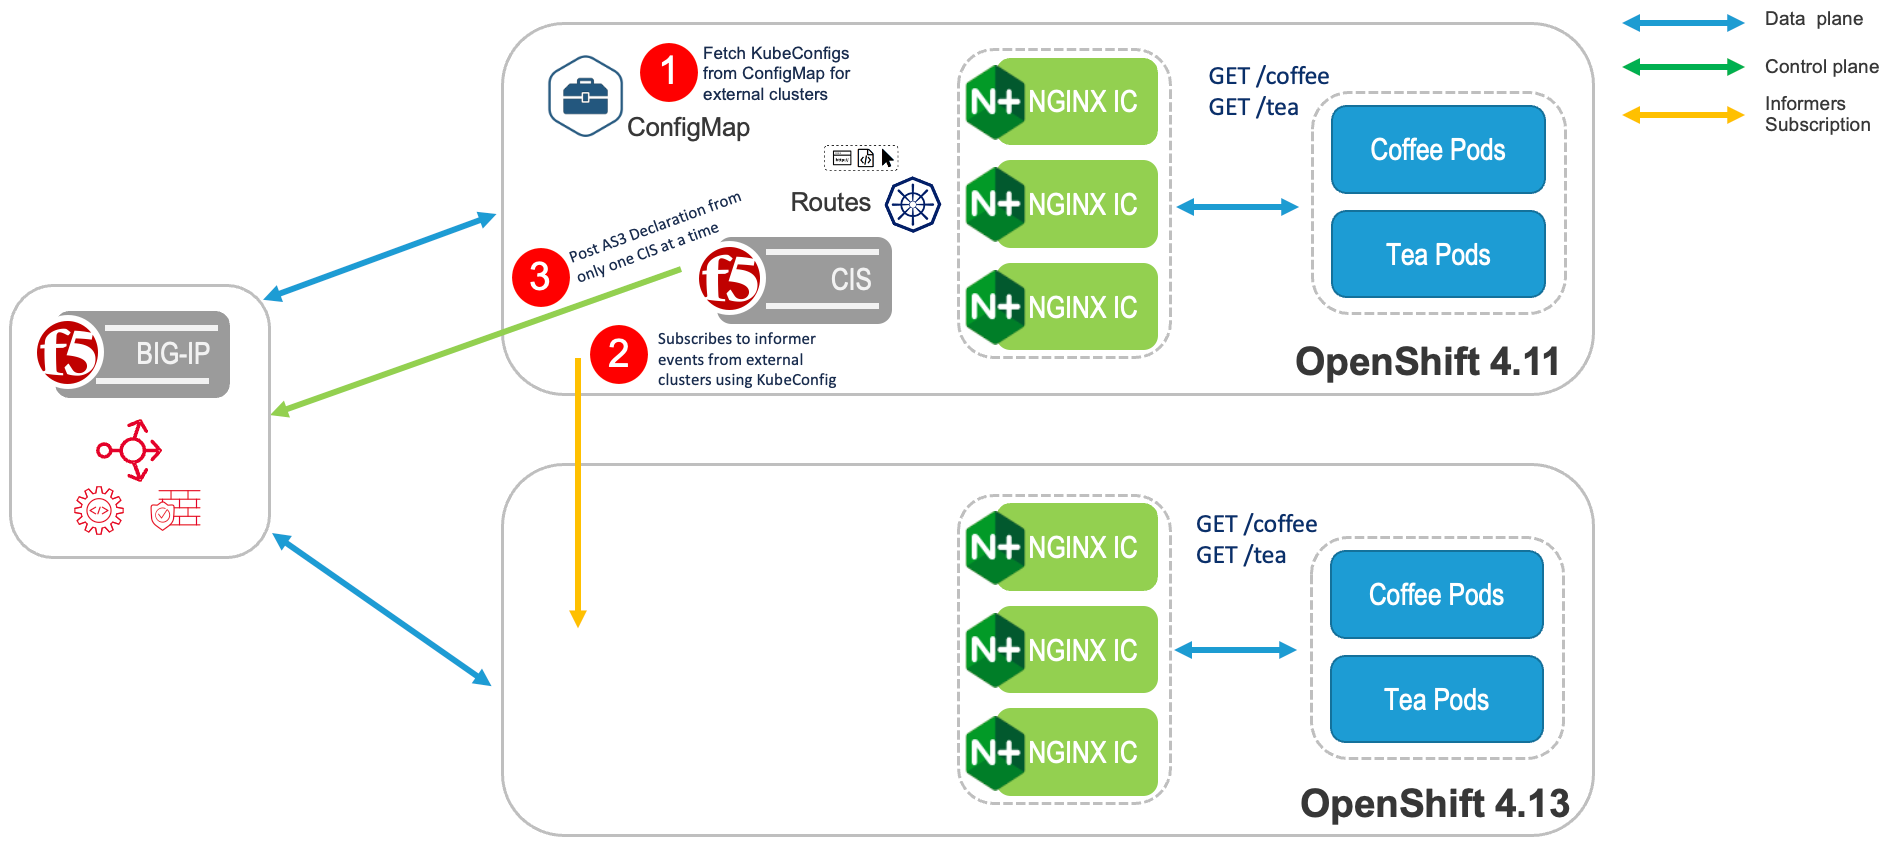 Data plane
Control plane
Informers
Subscription
1
Fetch KubeConfigs
from ConfigMap for
external clusters
ConfigMap
Routes
3
Post AS3 Declaration from
only one CIS at a time
f5
CIS
2
Subscribes to informer
events from external
clusters using KubeConfig
N+ NGINX IC
N+ NGINX IC
N+ NGINX IC
GET /coffee
GET /tea
Coffee Pods
Tea Pods
OpenShift 4.11
f5
BIG-IP
N+ NGINX IC
N+ NGINX IC
N+ NGINX IC
GET /coffee
GET /tea
Coffee Pods
Tea Pods
OpenShift 4.13